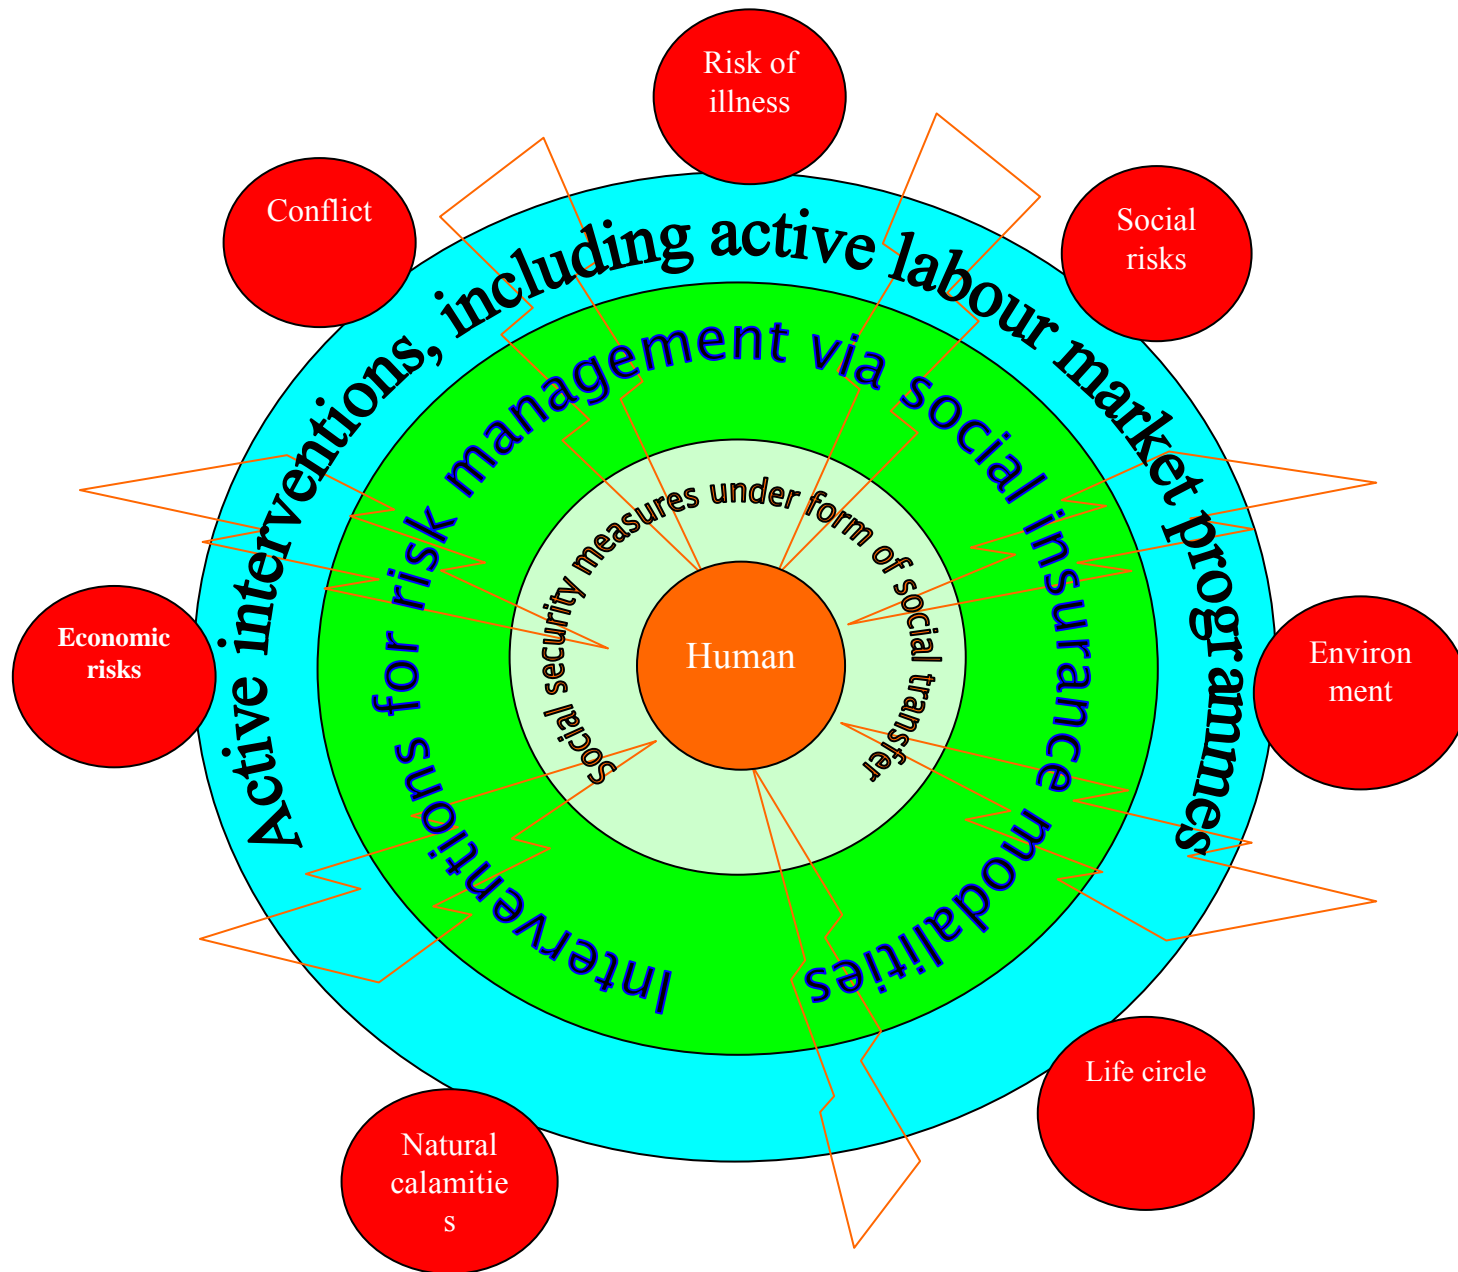 Risk of
illness
Conflict
Social
risks
Active interventions, including active labour market programmes
Interventions for risk management via social insurance modalities
Social security measures under form of social transfer
Human
Economic
risks
Environ
ment
Life circle
Natural
calamitie
s